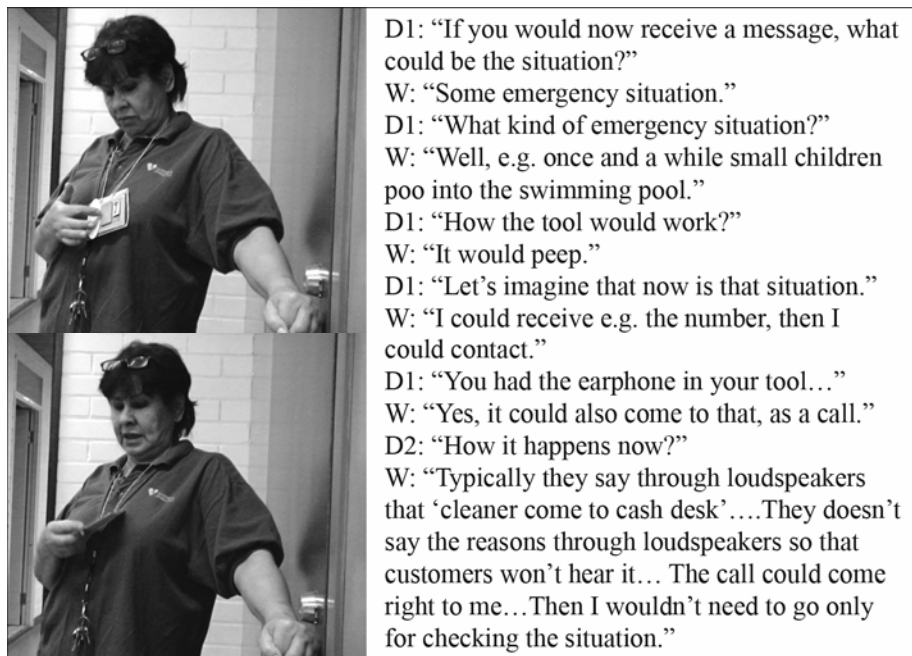 D1: “If you would now receive a message, what
could be the situation?”
W: “Some emergency situation.”
D1: “What kind of emergency situation?”
W: “Well, e.g. once and a while small children
poo into the swimming pool.”
D1: “How the tool would work?”
W: “It would peep.”
D1: “Let’s imagine that now is that situation.”
W: “I could receive e.g. the number, then I
could contact.”
D1: “You had the earphone in your tool…”
W: “Yes, it could also come to that, as a call.”
D2: “How it happens now?”
W: “Typically they say through loudspeakers
that ‘cleaner come to cash desk’….They doesn’t
say the reasons through loudspeakers so that
customers won’t hear it… The call could come
right to me…Then I wouldn’t need to go only
for checking the situation.”